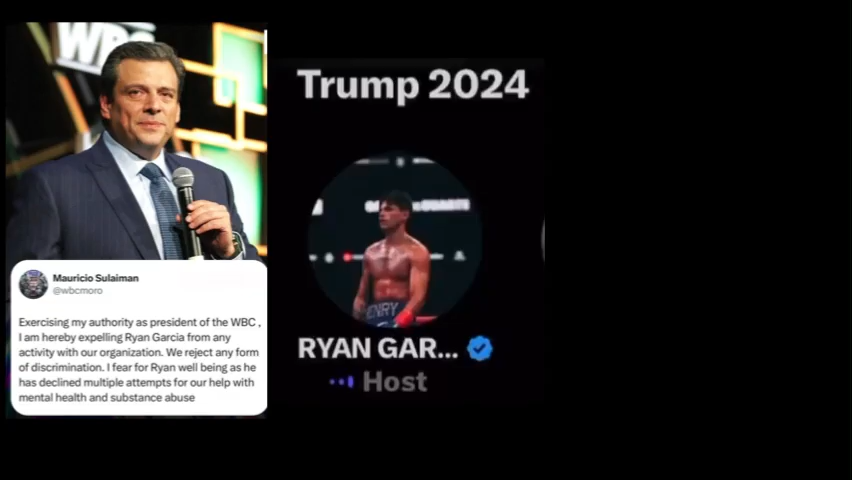 WBC
Mauricio Sulaiman
@wbcmoro
Exercising my authority as president of the WBC ,
I am hereby expelling Ryan Garcia from any
activity with our organization. We reject any form
of discrimination. I fear for Ryan well being as he
has declined multiple attempts for our help with
mental health and substance abuse
Trump 2024
HENRY
RYAN GAR...
Host